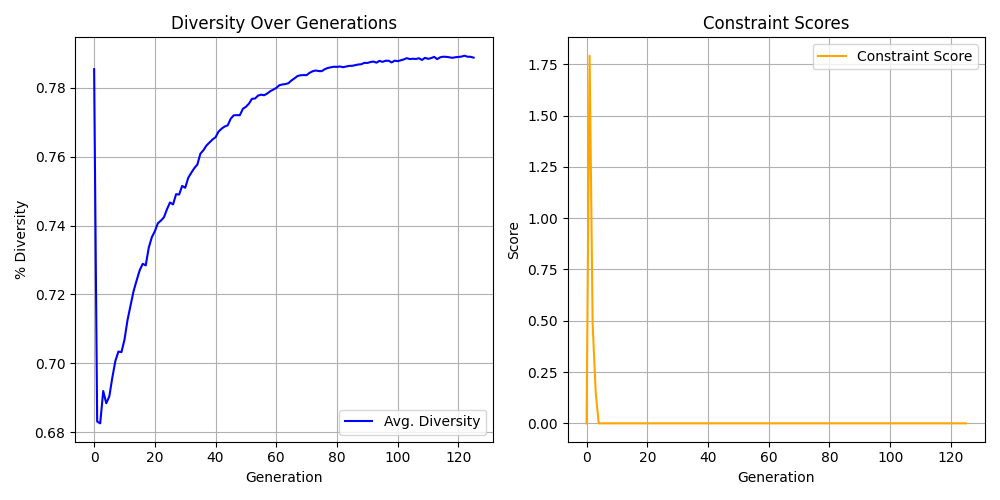 Diversity Over Generations
% Diversity
0.78
0.76
0.74
0.72
0.70
0.68
Avg. Diversity
0 20 40 60 80 100 120
Generation
Constraint Scores
Score
Constraint Score
1.75
1.50
1.25
1.00
0.75
0.50
0.25
0.00
0 20 40 60 80 100 120
Generation